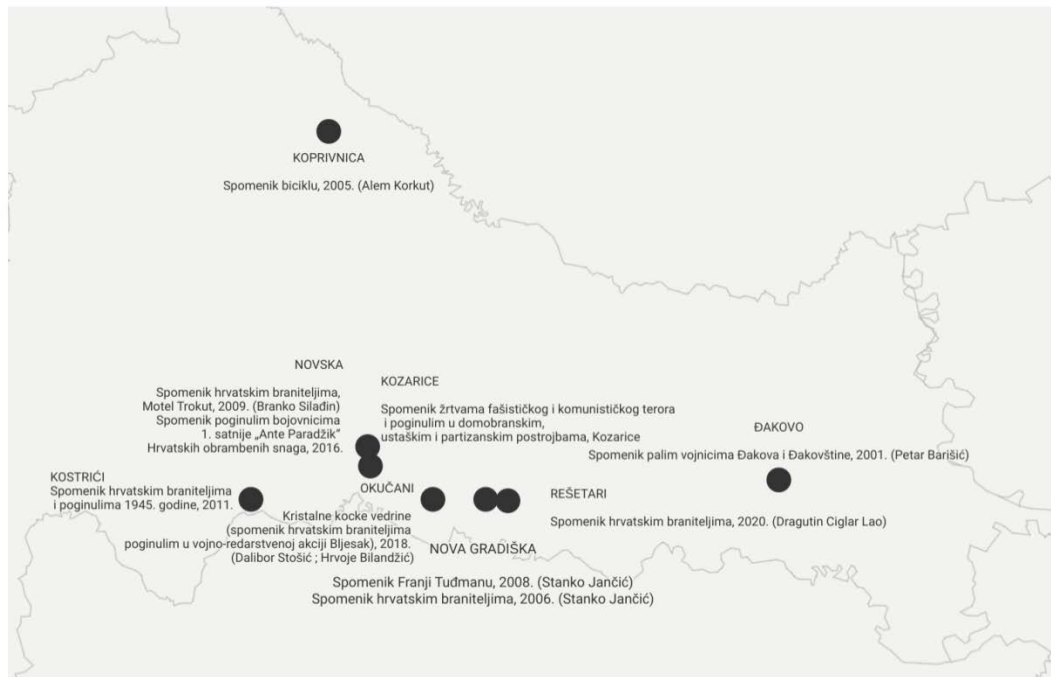 KOPRIVNICA
Spomenik biciklu, 2005. (Alem Korkut)
NOVSKA
Spomenik hrvatskim braniteljima,
Motel Trokut, 2009. (Branko Silađin)
Spomenik poginulim bojovnicima
1. satnije „Ante Paradžik“
Hrvatskih obrambenih snaga, 2016.
KOZARICE
Spomenik žrtvama fašističkog i komunističkog terora
i poginulim u domobranskim,
ustaškim i partizanskim postrojbama, Kozarice
ĐAKOVO
Spomenik palim vojnicima Đakova i Đakovštine, 2001. (Petar Barišić)
KOSTRIĆI
Spomenik hrvatskim braniteljima
i poginulima 1945. godine, 2011.
OKUČANI
Kristalne kocke vedrine
(spomenik hrvatskim braniteljima
poginulim u vojno-redarstvenoj akciji Bljesak), 2018.
(Dalibor Stošić ; Hrvoje Bilandžić)
REŠETARI
Spomenik hrvatskim braniteljima, 2020. (Dragutin Ciglar Lao)
NOVA GRADIŠKA
Spomenik Franji Tuđmanu, 2008. (Stanko Jančić)
Spomenik hrvatskim braniteljima, 2006. (Stanko Jančić)